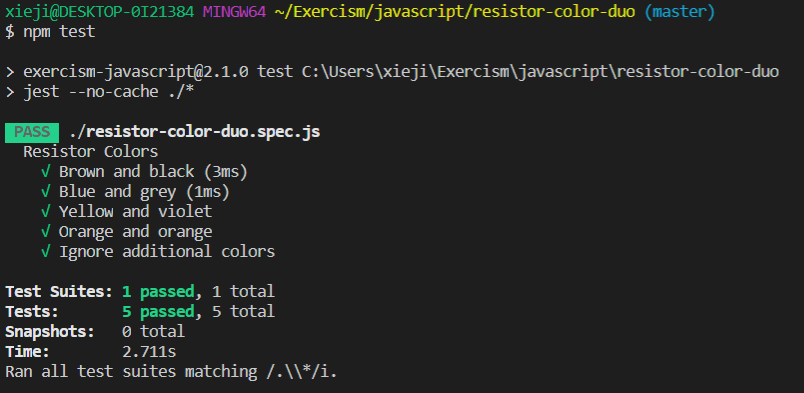 xieji@DESKTOP-0I21384 MINGW64 ~/Exercism/javascript/resistor-color-duo (master)
$ npm test
> exercism-javascript@2.1.0 test C:\Users\xieji\Exercism\javascript\resistor-color-duo
> jest --no-cache ./*
PASS ./resistor-color-duo.spec.js
Resistor Colors
√ Brown and black (3ms)
√ Blue and grey (1ms)
√ Yellow and violet
√ Orange and orange
√ Ignore additional colors
Test Suites: 1 passed, 1 total
Tests: 5 passed, 5 total
Snapshots: 0 total
Time: 2.711s
Ran all test suites matching /.\\*/i.